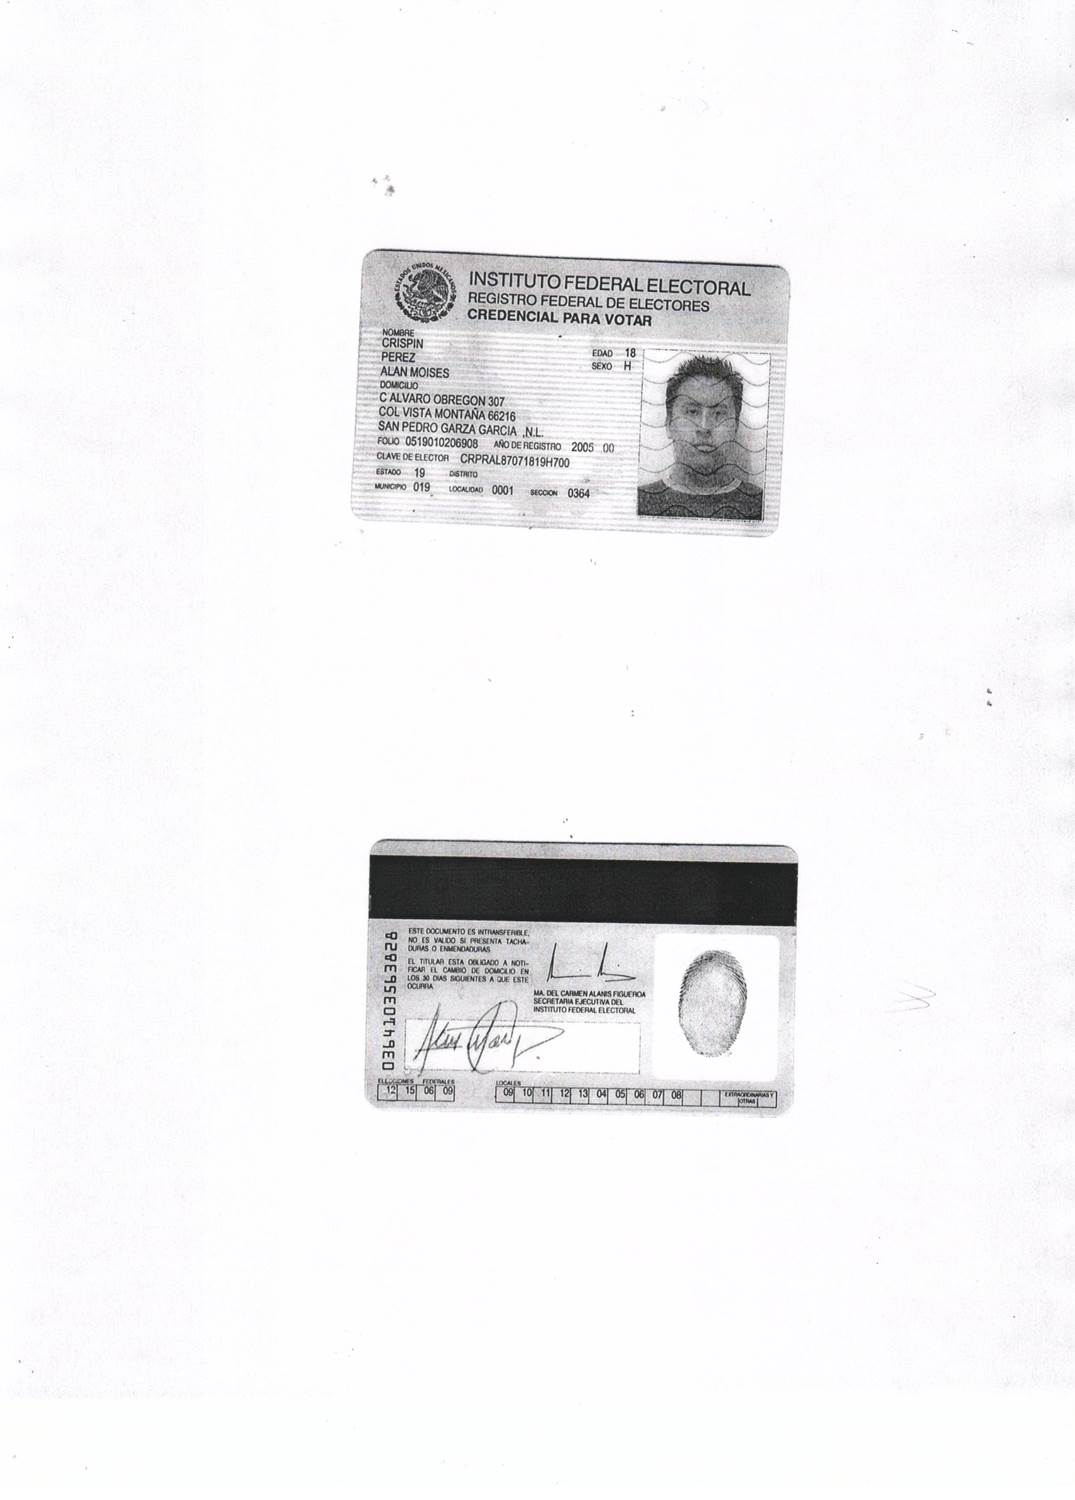 ESTADOS UNIDOS MEXICANOS
INSTITUTO FEDERAL ELECTORAL
REGISTRO FEDERAL DE ELECTORES
CREDENCIAL PARA VOTAR
NOMBRE
CRISPIN
PEREZ
ALAN MOISES
EDAD 18
SEXO H
DOMICILIO
C ALVARO OBREGON 307
COL VISTA MONTAÑA 66216
SAN PEDRO GARZA GARCIA ,N.L.
FOLIO 0519010206908 AÑO DE REGISTRO 2005 00
CLAVE DE ELECTOR CRPRAL87071819H700
ESTADO 19 DISTRITO
MUNICIPIO 019 LOCALIDAD 0001 SECCION 0364
ESTE DOCUMENTO ES INTRANSFERIBLE,
NO ES VALIDO SI PRESENTA TACHA-
DURAS O ENMENDADURAS.
EL TITULAR ESTA OBLIGADO A NOTI-
FICAR EL CAMBIO DE DOMICILIO EN
LOS 30 DIAS SIGUIENTES A QUE ESTE
OCURRA.
MA. DEL CARMEN ALANIS FIGUEROA
SECRETARIA EJECUTIVA DEL
INSTITUTO FEDERAL ELECTORAL
ELECCIONES FEDERALES
12 15 06 09
LOCALES
09 10 11 12 13 04 05 06 07 08
EXTRAORDINARIAS Y
OTRAS